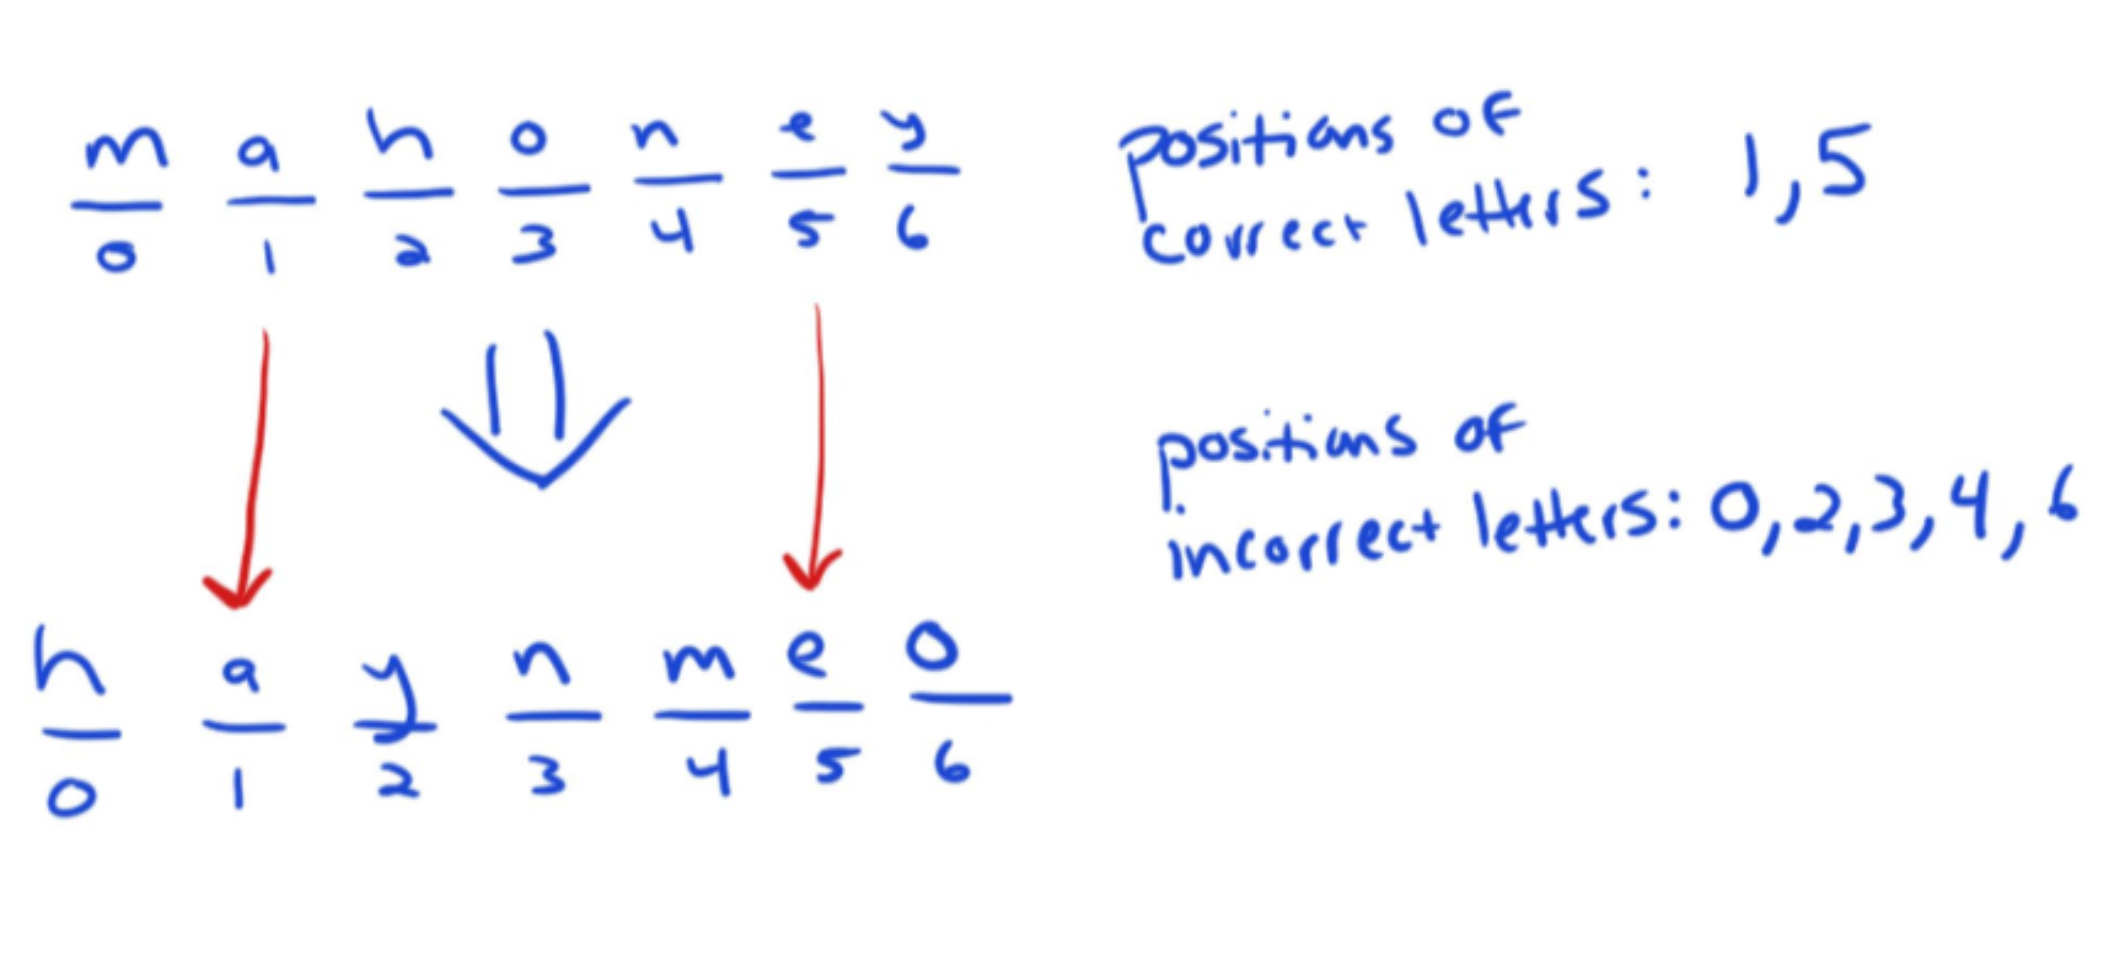 m a h o n e y
0 1 2 3 4 5 6
positions of
correct letters: 1,5
positions of
incorrect letters: 0,2,3,4,6
h a y n m e o
0 1 2 3 4 5 6